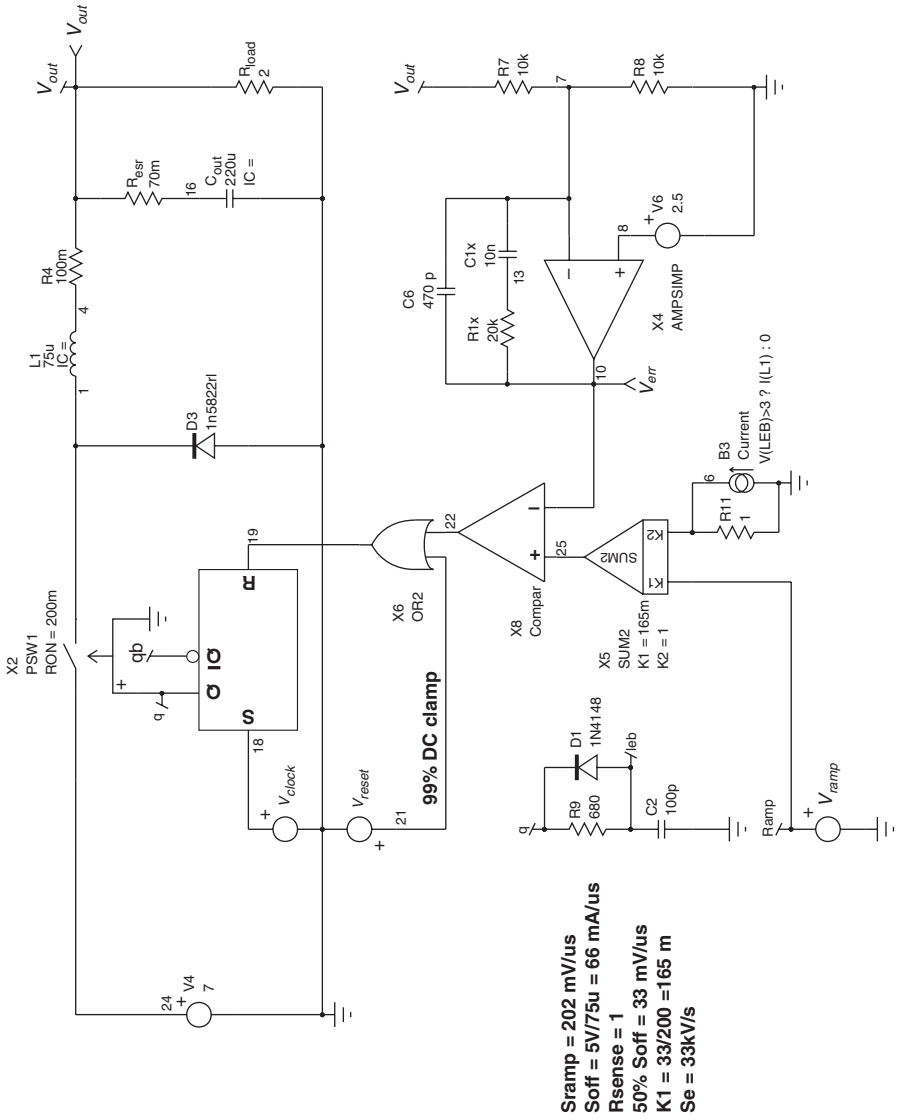 X2
PSW1
RON = 200m
L1
75u
IC =
1
4
R4
100m
Vout
Vout
Resr
70m
16
Cout
220u
IC =
Rload
2
24
+
V4
7
q
+
qb
Q
Q
S
R
18
19
+
Vclock
Vreset
+
21
99% DC clamp
D3
1n5822rl
X6
OR2
22
X8
Compar
+
–
25
SUM2
K1
K2
X5
SUM2
K1 = 165m
K2 = 1
6
R11
1
B3
Current
V(LEB)>3 ? I(L1) : 0
C6
470 p
R1x
20k
13
C1x
10n
10
Verr
–
+
X4
AMPSIMP
8
+
V6
2.5
Vout
R7
10k
7
R8
10k
q
R9
680
D1
1N4148
leb
C2
100p
Ramp
+
Vramp
Sramp = 202 mV/us
Soff = 5V/75u = 66 mA/us
Rsense = 1
50% Soff = 33 mV/us
K1 = 33/200 =165 m
Se = 33kV/s